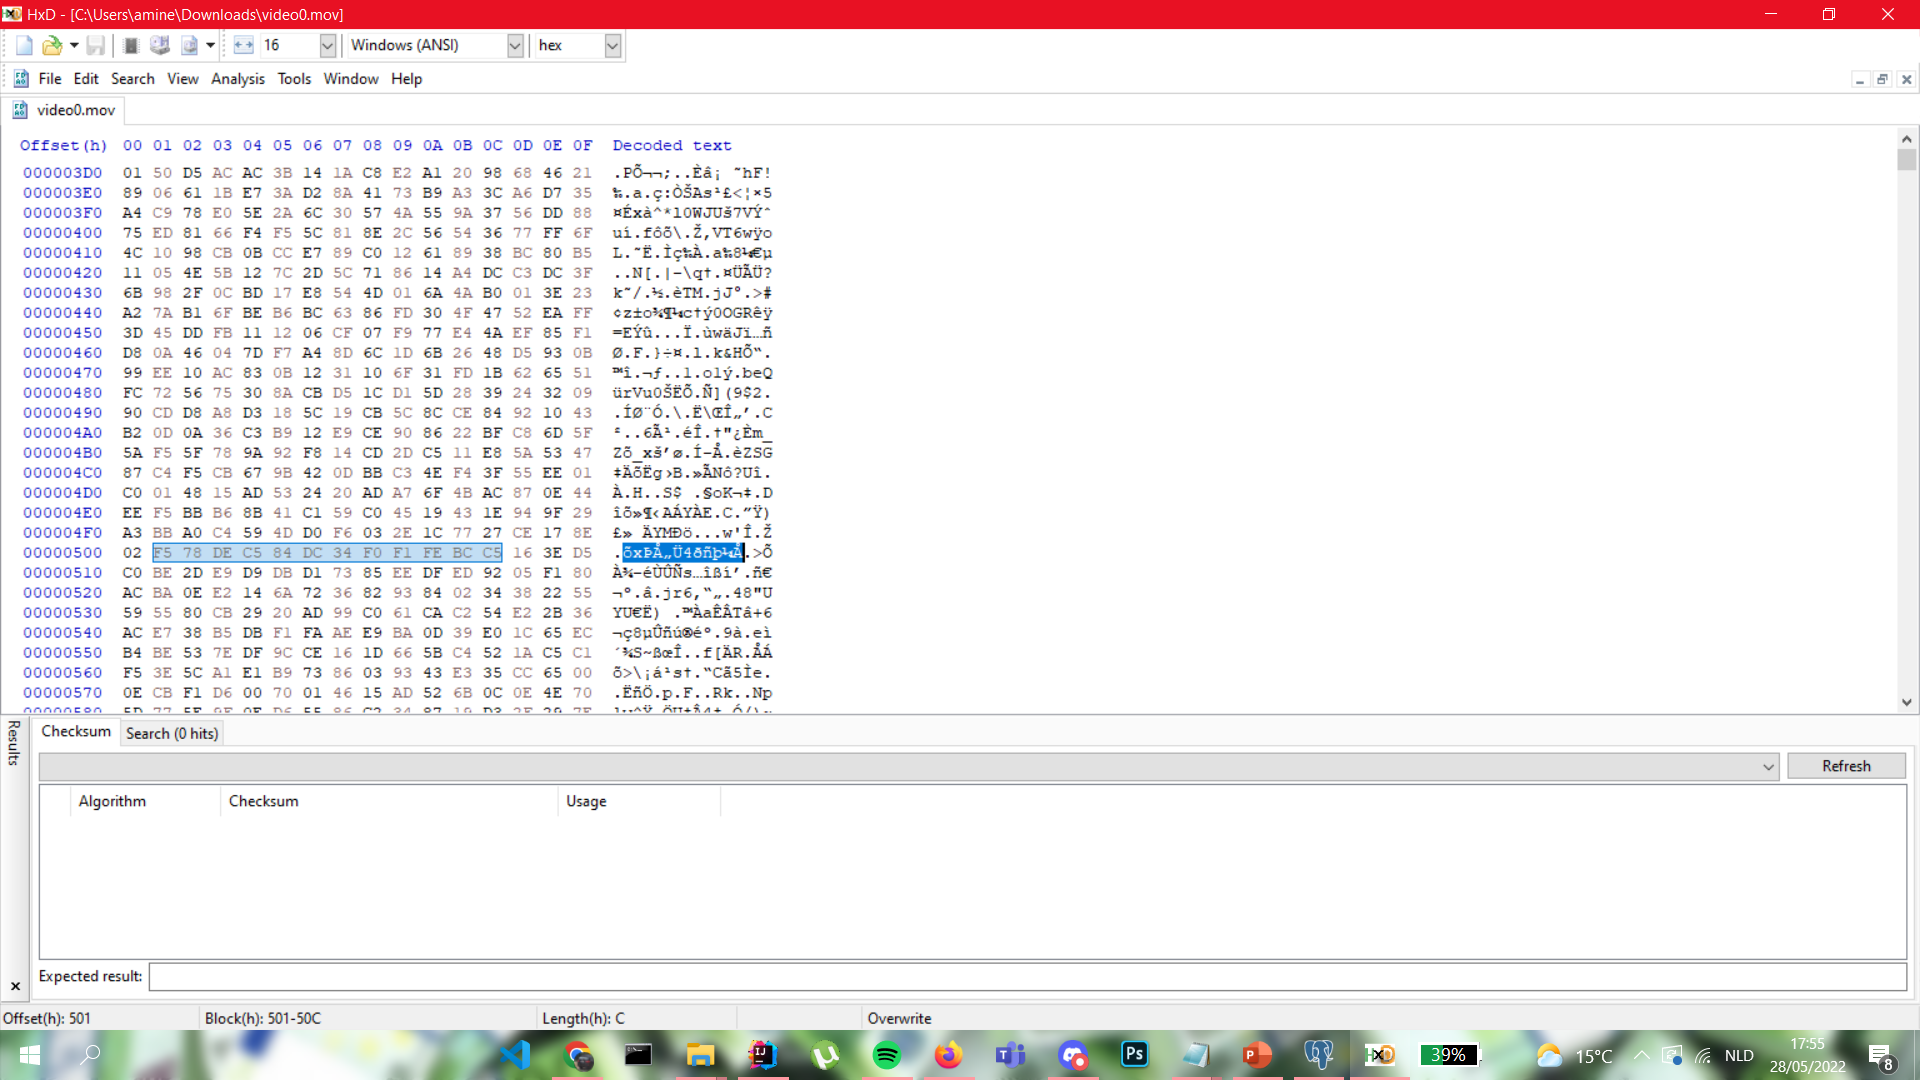 HxD - [C:\Users\amine\Downloads\video0.mov]
16 Windows (ANSI) hex
File Edit Search View Analysis Tools Window Help
video0.mov
Offset(h) 00 01 02 03 04 05 06 07 08 09 0A 0B 0C 0D 0E 0F Decoded text
000003D0 01 50 D5 AC AC 3B 14 1A C8 E2 A1 20 98 68 46 21 .PÕ¬¬;..Èâ¡ ˜hF!
000003E0 89 06 61 1B E7 3A D2 8A 41 73 B9 A3 3C A6 D7 35 ‰.a.ç:ÒŠAs¹£<¦×5
000003F0 A4 C9 78 E0 5E 2A 6C 30 57 4A 55 9A 37 56 DD 88 ¤Éxà^*l0WJUš7VÝˆ
00000400 75 ED 81 66 F4 F5 5C 81 8E 2C 56 54 36 77 FF 6F uí.fôõ\.Ž,VT6wÿo
00000410 4C 10 98 CB 0B CC E7 89 C0 12 61 89 38 BC 80 B5 L.˜Ë.Ìç‰À.a‰8¼€µ
00000420 11 05 4E 5B 12 7C 2D 5C 71 86 14 A4 DC C3 DC 3F ..N[.|-\q†.¤ÜÃÜ?
00000430 6B 98 2F 0C BD 17 E8 54 4D 01 6A 4A B0 01 3E 23 k˜/.½.èTM.jJ°.>#
00000440 A2 7A B1 6F BE B6 BC 63 86 FD 30 4F 47 52 EA FF ¢z±o¾¶¼c†ý0OGRêÿ
00000450 3D 45 DD FB 11 12 06 CF 07 F9 77 E4 4A EF 85 F1 =EÝû...Ï.ùwäJï…ñ
00000460 D8 0A 46 04 7D F7 A4 8D 6C 1D 6B 26 48 D5 93 0B Ø.F.}÷¤.l.k&HÕ“.
00000470 99 EE 10 AC 83 0B 12 31 10 6F 31 FD 1B 62 65 51 ™î.¬ƒ..1.o1ý.beQ
00000480 FC 72 56 75 30 8A CB D5 1C D1 5D 28 39 24 32 09 ürVu0ŠËÕ.Ñ](9$2.
00000490 90 CD D8 A8 D3 18 5C 19 CB 5C 8C CE 84 92 10 43 .ÍØ¨Ó.\.Ë\ŒÎ„’.C
000004A0 B2 0D 0A 36 C3 B9 12 E9 CE 90 86 22 BF C8 6D 5F ²..6Ã¹.éÎ.†"¿Èm_
000004B0 5A F5 5F 78 9A 92 F8 14 CD 2D C5 11 E8 5A 53 47 Zõ_xš’ø.Í-Å.èZSG
000004C0 87 C4 F5 CB 67 9B 42 0D BB C3 4E F4 3F 55 EE 01 ‡ÄõËg›B.»ÃNô?Uî.
000004D0 C0 01 48 15 AD 53 24 20 AD A7 6F 4B AC 87 0E 44 À.H..S$ .§oK¬‡.D
000004E0 EE F5 BB B6 8B 41 C1 59 C0 45 19 43 1E 94 9F 29 îõ»¶‹AÁYÀE.C.”Ÿ)
000004F0 A3 BB A0 C4 59 4D D0 F6 03 2E 1C 77 27 CE 17 8E £» ÄYMÐö...w'Î.Ž
00000500 02 F5 78 DE C5 84 DC 34 F0 F1 FE BC C5 16 3E D5 .õxÞÅ„Ü4ðñþ¼Å.>Õ
00000510 C0 BE 2D E9 D9 DB D1 73 85 EE DF ED 92 05 F1 80 À¾-éÙÛÑs…îßí’.ñ€
00000520 AC BA 0E E2 14 6A 72 36 82 93 84 02 34 38 22 55 ¬º.â.jr6‚“„.48"U
00000530 59 55 80 CB 29 20 AD 99 C0 61 CA C2 54 E2 2B 36 YU€Ë) .™ÀaÊÂTâ+6
00000540 AC E7 38 B5 DB F1 FA AE E9 BA 0D 39 E0 1C 65 EC ¬ç8µÛñú®éº.9à.eì
00000550 B4 BE 53 7E DF 9C CE 16 1D 66 5B C4 52 1A C5 C1 ´¾S~ßœÎ..f[ÄR.ÅÁ
00000560 F5 3E 5C A1 E1 B9 73 86 03 93 43 E3 35 CC 65 00 õ>\¡á¹s†.“Cã5Ìe.
00000570 0E CB F1 D6 00 70 01 46 15 AD 52 6B 0C 0E 4E 70 .ËñÖ.p.F..Rk..Np
Results
Checksum Search (0 hits)
Refresh
Algorithm Checksum Usage
Expected result:
Offset(h): 501 Block(h): 501-50C Length(h): C Overwrite
39% 15°C NLD 17:55
28/05/2022 8